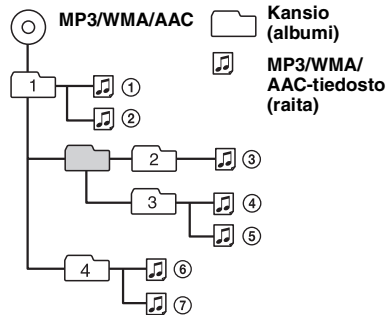 MP3/WMA/AAC
Kansio
(albumi)
MP3/WMA/
AAC-tiedosto
(raita)
1
①
②
2
③
3
④
⑤
4
⑥
⑦